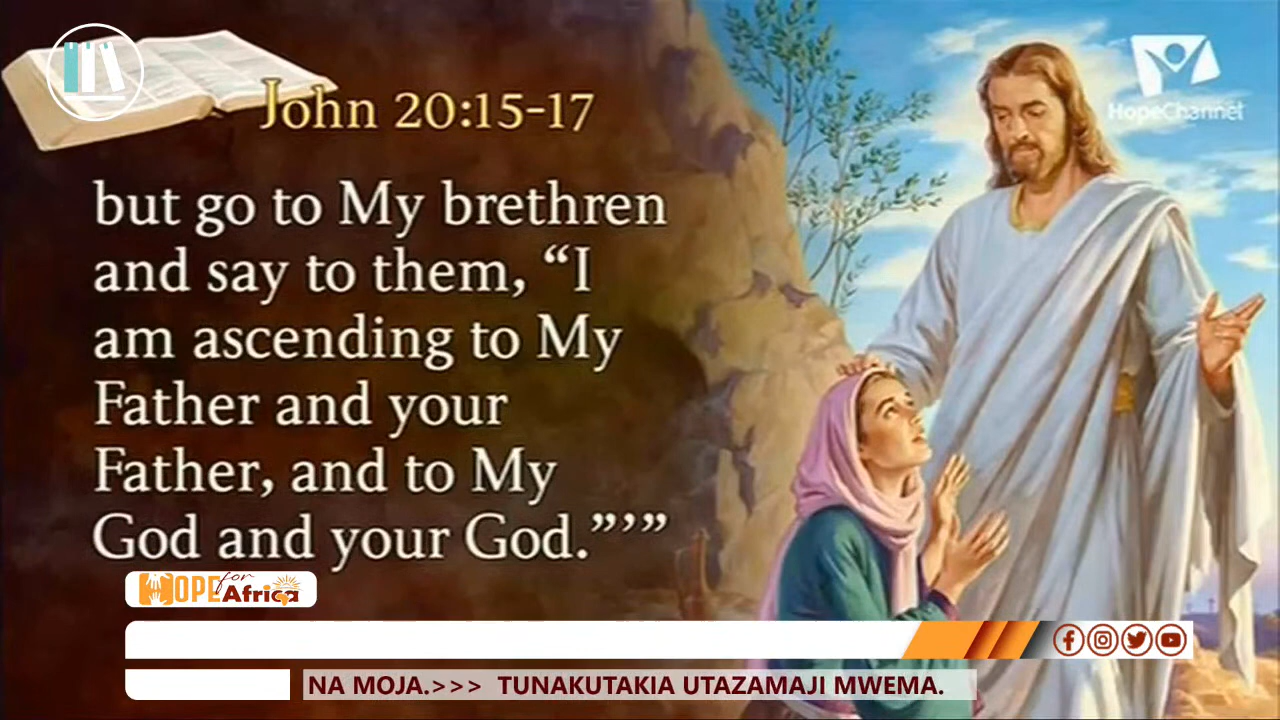 John 20:15-17
HopeChannel
but go to My brethren
and say to them, “I
am ascending to My
Father and your
Father, and to My
God and your God.”’”
HOPE for Africa
NA MOJA.>>> TUNAKUTAKIA UTAZAMAJI MWEMA.